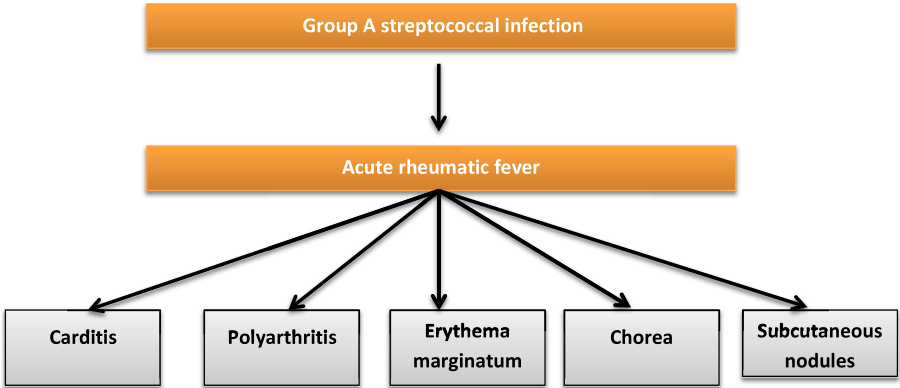 Group A streptococcal infection
Acute rheumatic fever
Carditis
Polyarthritis
Erythema
marginatum
Chorea
Subcutaneous
nodules